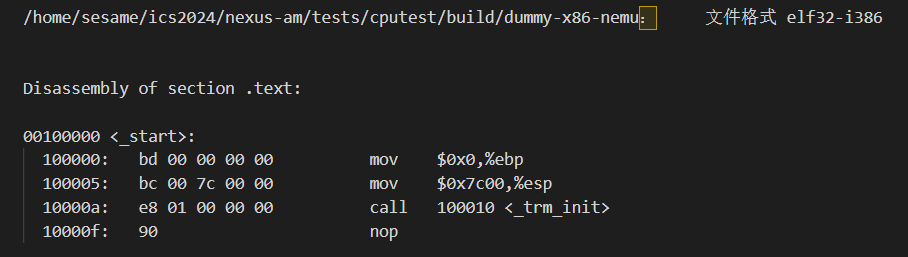 /home/sesame/ics2024/nexus-am/tests/cputest/build/dummy-x86-nemu：     文件格式 elf32-i386
Disassembly of section .text:
00100000 <_start>:
  100000:   bd 00 00 00 00          mov    $0x0,%ebp
  100005:   bc 00 7c 00 00          mov    $0x7c00,%esp
  10000a:   e8 01 00 00 00          call   100010 <_trm_init>
  10000f:   90                      nop